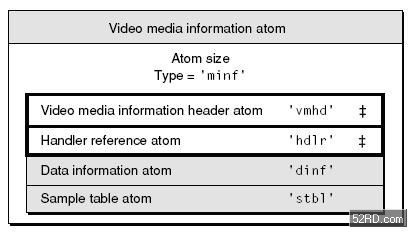 Video media information atom
Atom size
Type = 'minf'
Video media information header atom 'vmhd' ‡
Handler reference atom 'hdlr' ‡
Data information atom 'dinf'
Sample table atom 'stbl'
52RD.com